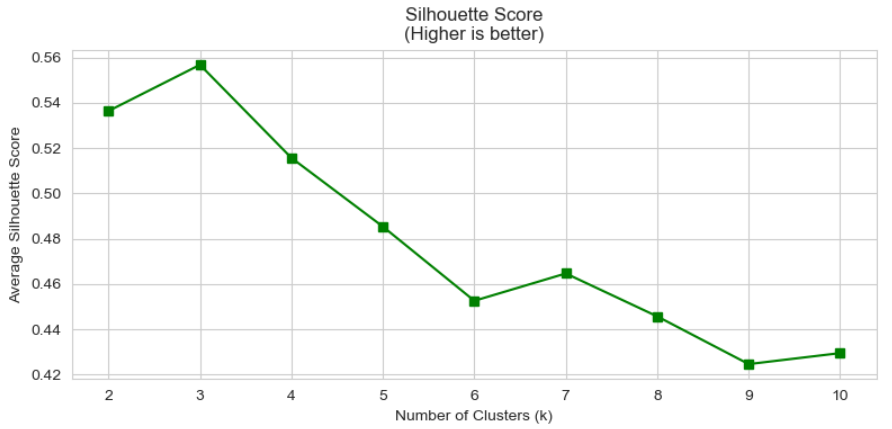 Silhouette Score
(Higher is better)
0.56
0.54
0.52
0.50
0.48
0.46
0.44
0.42
Average Silhouette Score
2 3 4 5 6 7 8 9 10
Number of Clusters (k)